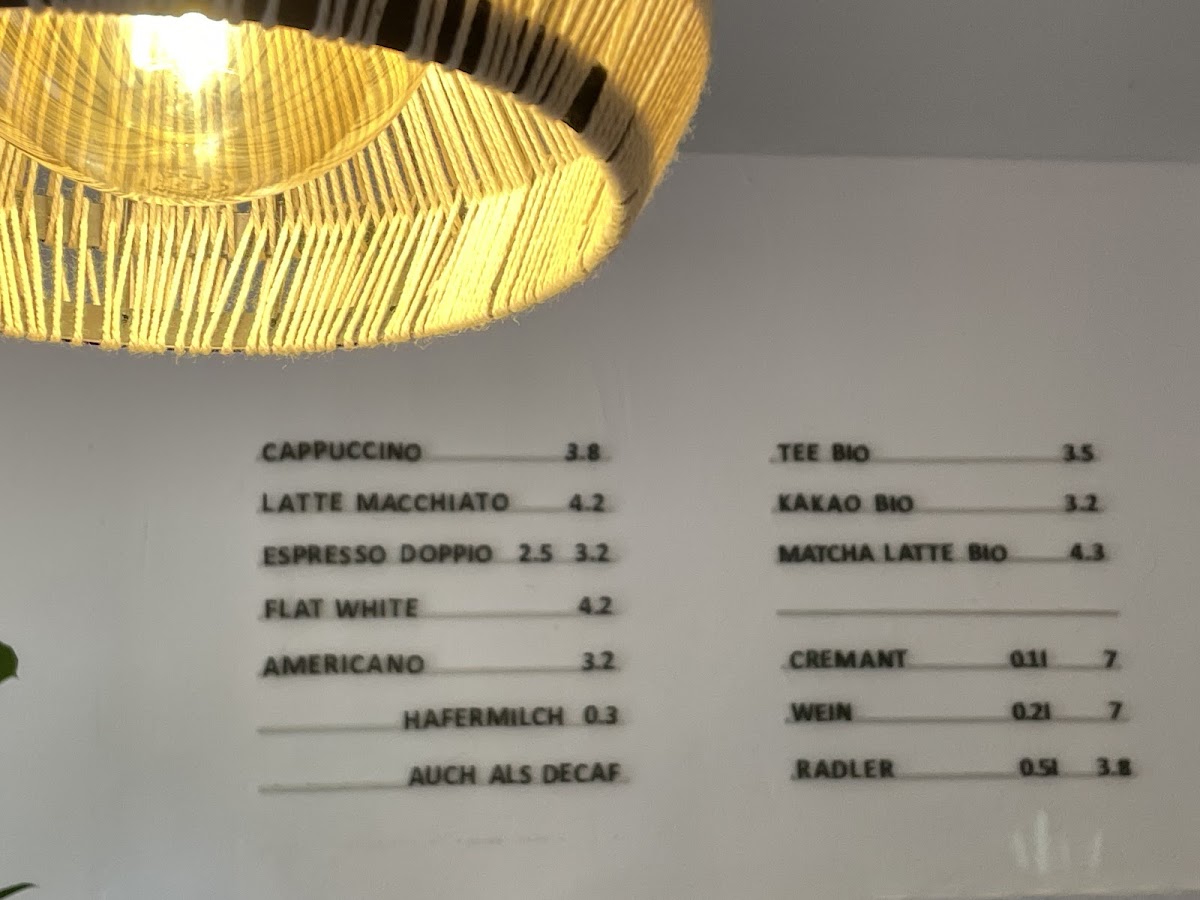 CAPPUCCINO 3.8
LATTE MACCHIATO 4.2
ESPRESSO DOPPIO 2.5 3.2
FLAT WHITE 4.2
AMERICANO 3.2
HAFERMILCH 0.3
AUCH ALS DECAF
TEE BIO 3.5
KAKAO BIO 3.2
MATCHA LATTE BIO 4.3
CREMANT 0.1l 7
WEIN 0.2l 7
RADLER 0.5l 3.8